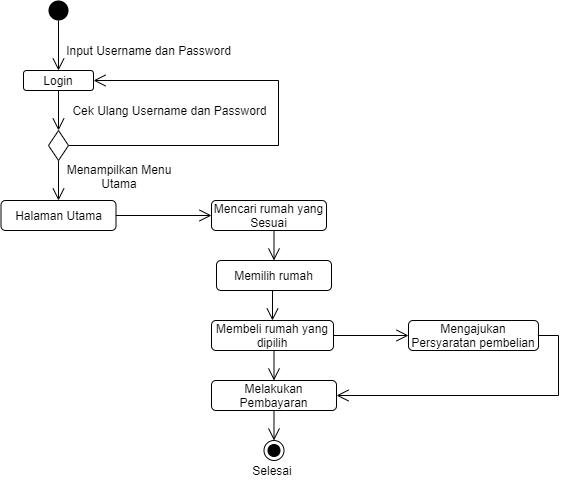 Input Username dan Password
Login
Cek Ulang Username dan Password
Menampilkan Menu
Utama
Halaman Utama
Mencari rumah yang
Sesuai
Memilih rumah
Membeli rumah yang
dipilih
Mengajukan
Persyaratan pembelian
Melakukan
Pembayaran
Selesai